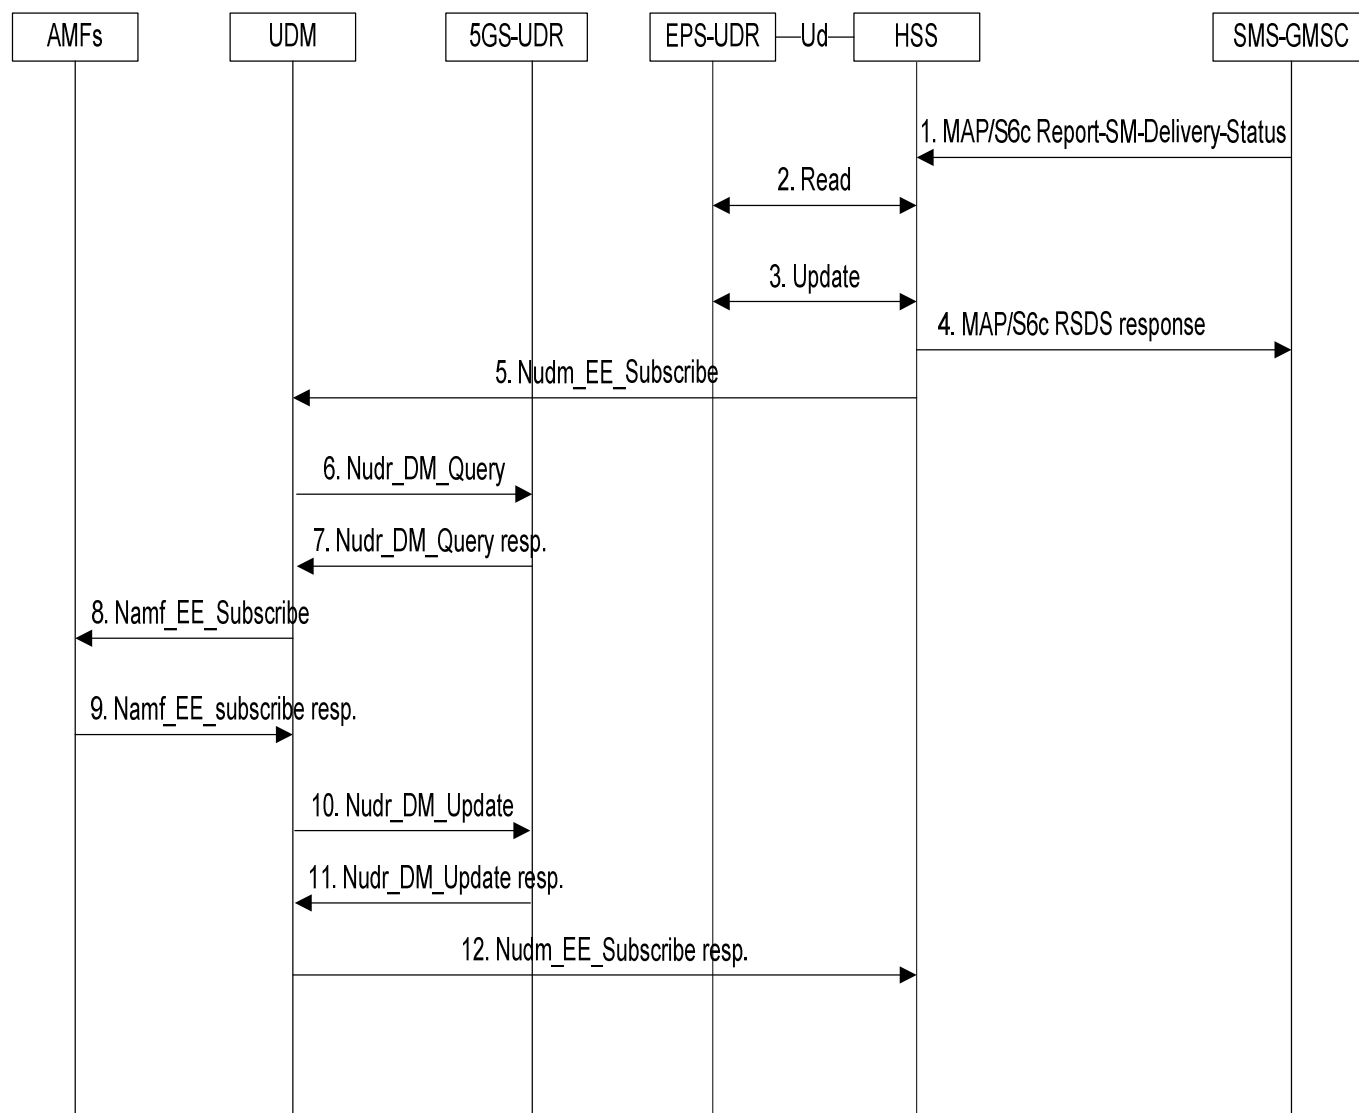 AMFs
UDM
5GS-UDR
EPS-UDR
Ud
HSS
SMS-GMSC
1. MAP/S6c Report-SM-Delivery-Status
2. Read
3. Update
4. MAP/S6c RSDS response
5. Nudm_EE_Subscribe
6. Nudr_DM_Query
7. Nudr_DM_Query resp.
8. Namf_EE_Subscribe
9. Namf_EE_subscribe resp.
10. Nudr_DM_Update
11. Nudr_DM_Update resp.
12. Nudm_EE_Subscribe resp.